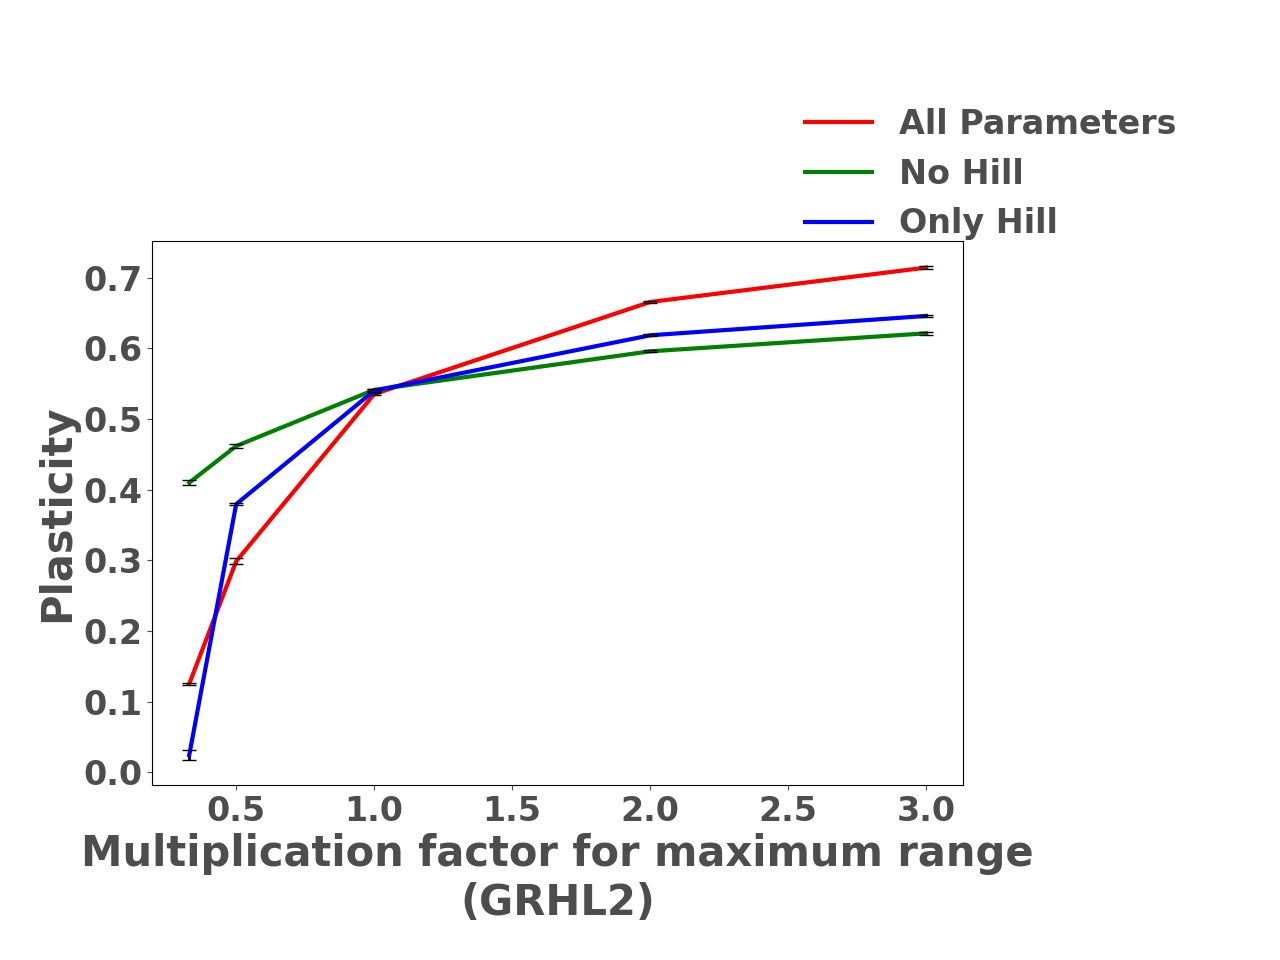 All Parameters
No Hill
Only Hill
0.7
0.6
0.5
0.4
0.3
0.2
0.1
0.0
Plasticity
0.5 1.0 1.5 2.0 2.5 3.0
Multiplication factor for maximum range
(GRHL2)